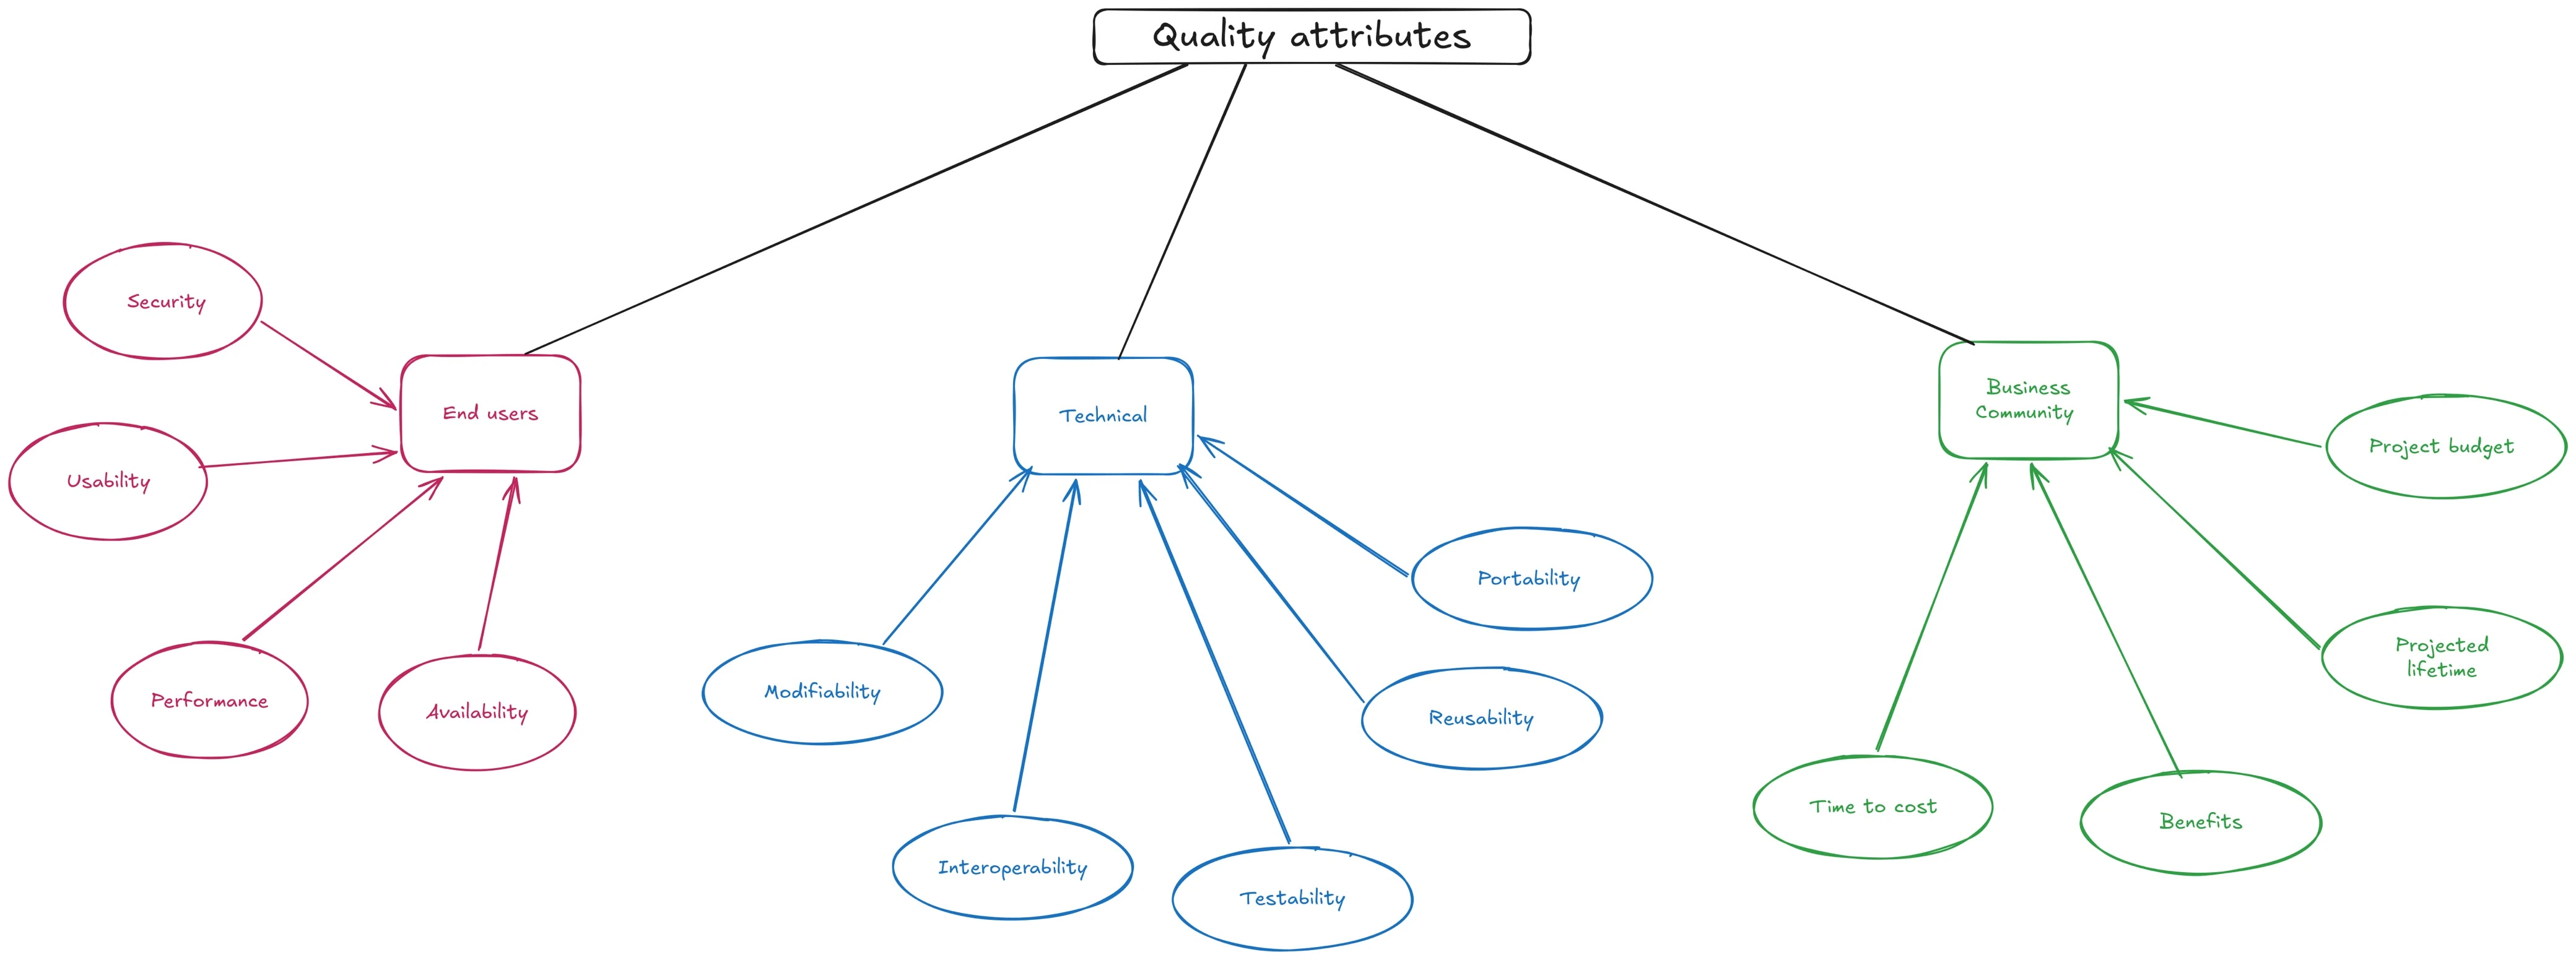 Quality attributes
Security
End users
Usability
Performance
Availability
Technical
Modifiability
Interoperability
Testability
Reusability
Portability
Business
Community
Project budget
Projected
lifetime
Time to cost
Benefits